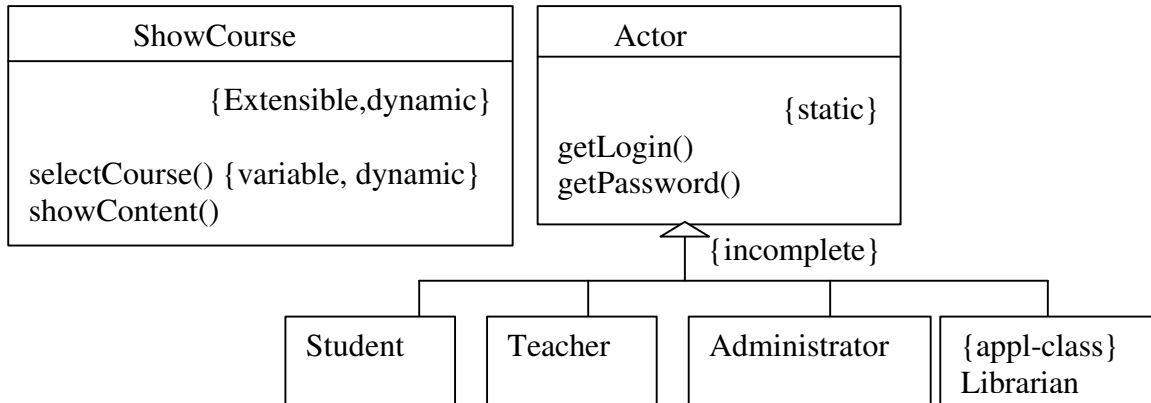 ShowCourse
{Extensible,dynamic}
selectCourse() {variable, dynamic}
showContent()
Actor
{static}
getLogin()
getPassword()
{incomplete}
Student
Teacher
Administrator
{appl-class}
Librarian